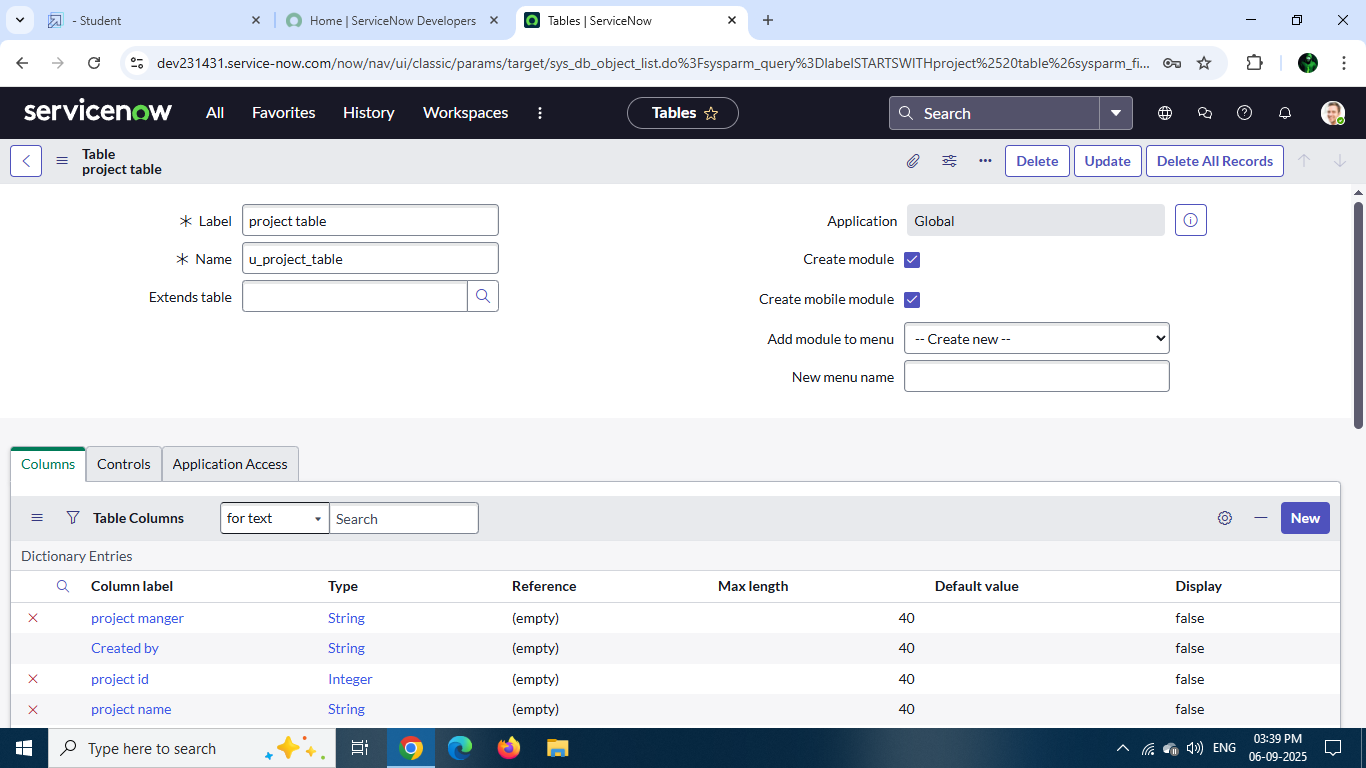 - Student
Home | ServiceNow Developers
Tables | ServiceNow
dev231431.service-now.com/now/nav/ui/classic/params/target/sys_db_object_list.do%3Fsysparm_query%3DlabelSTARTSWITHproject%2520table%26sysparm_fi...
servicenow
All
Favorites
History
Workspaces
Tables
Search
Table
project table
Delete
Update
Delete All Records
Label
project table
Application
Global
Name
u_project_table
Create module
Extends table
Create mobile module
Add module to menu
-- Create new --
New menu name
Columns
Controls
Application Access
Table Columns
for text
Search
New
Dictionary Entries
Column label Type Reference Max length Default value Display
project manger String (empty) 40 false
Created by String (empty) 40 false
project id Integer (empty) 40 false
project name String (empty) 40 false
Type here to search
ENG
03:39 PM
06-09-2025